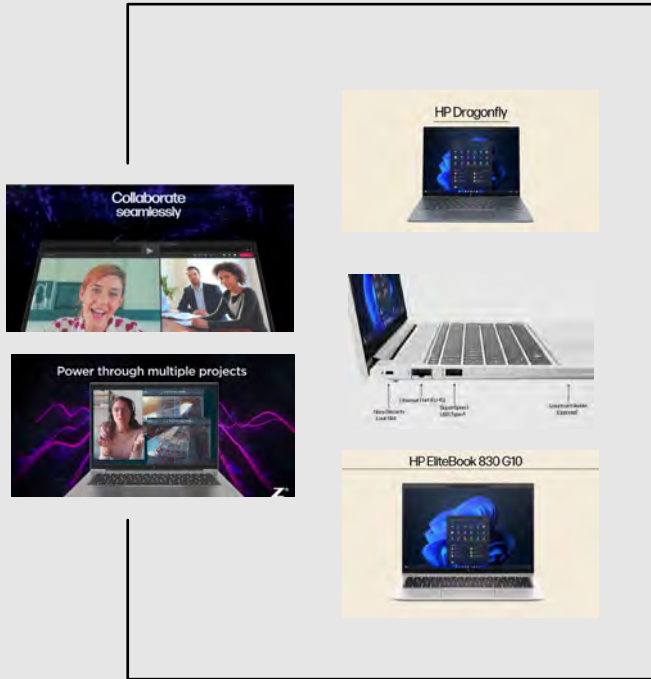 HP Dragonfly
Collaborate
seamlessly
Power through multiple projects
HP EliteBook 830 G10